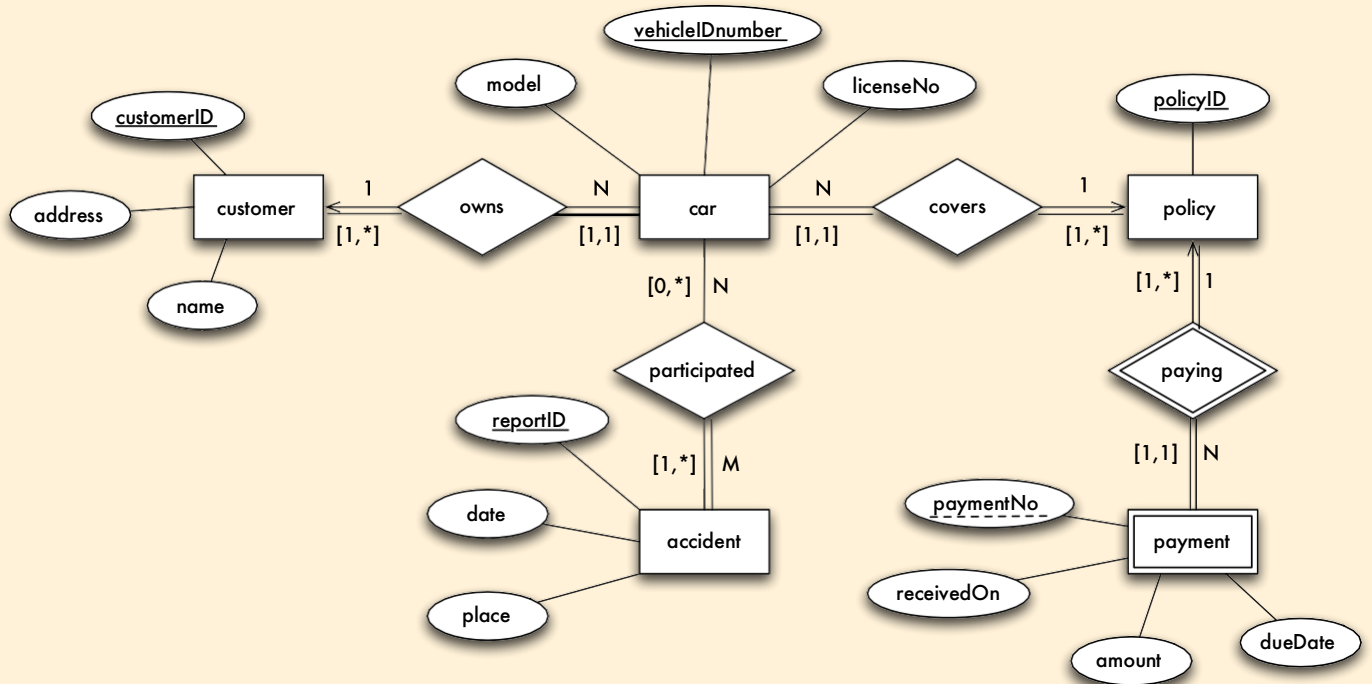 vehicleIDnumber
model
licenseNo
policyID
customerID
1
N
N
1
customer
owns
car
covers
policy
address
[1,*]
[1,1]
[1,1]
[1,*]
name
[0,*] N
[1,*] 1
participated
paying
reportID
[1,*] M
[1,1] N
date
paymentNo
accident
payment
receivedOn
place
dueDate
amount